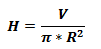 H = V / π * R²